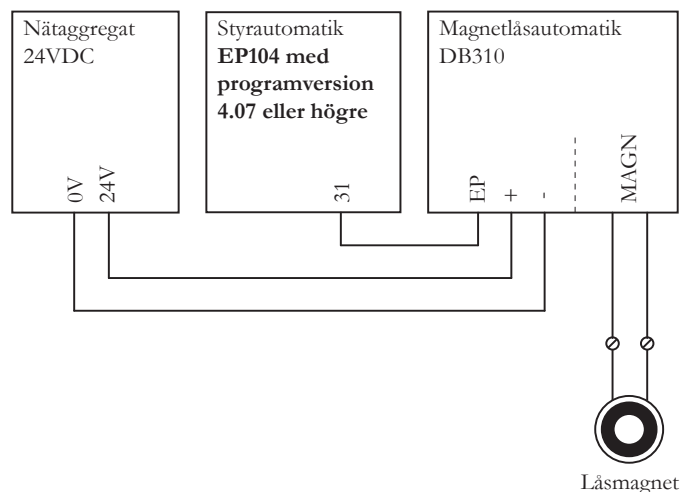 Nätaggregat
24VDC
0V
24V
Styrautomatik
EP104 med
programversion
4.07 eller högre
31
Magnetlåsautomatik
DB310
EP
+
-
MAGN
Låsmagnet